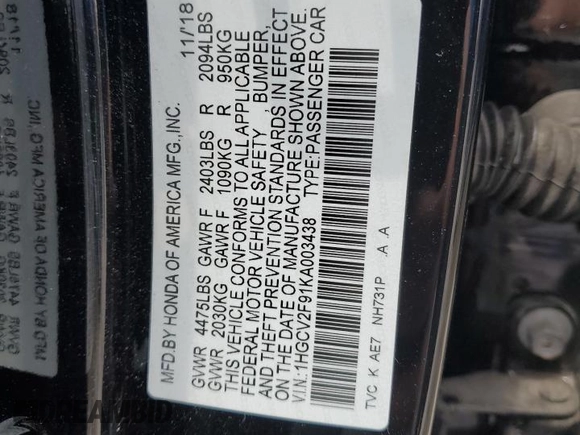 MFD.BY HONDA OF AMERICA MFG.,INC. 11/18
GVWR 4475LBS GAWR F 2403LBS R 2094LBS
GVWR 2030KG GAWR F 1090KG R 950KG
THIS VEHICLE CONFORMS TO ALL APPLICABLE
FEDERAL MOTOR VEHICLE SAFETY BUMPER,
AND THEFT PREVENTION STANDARDS IN EFFECT
ON THE DATE OF MANUFACTURE SHOWN ABOVE.
V.I.N.:1HGCV2F91KA003438 TYPE:PASSENGER CAR
TVC K AE7 NH731P A .A